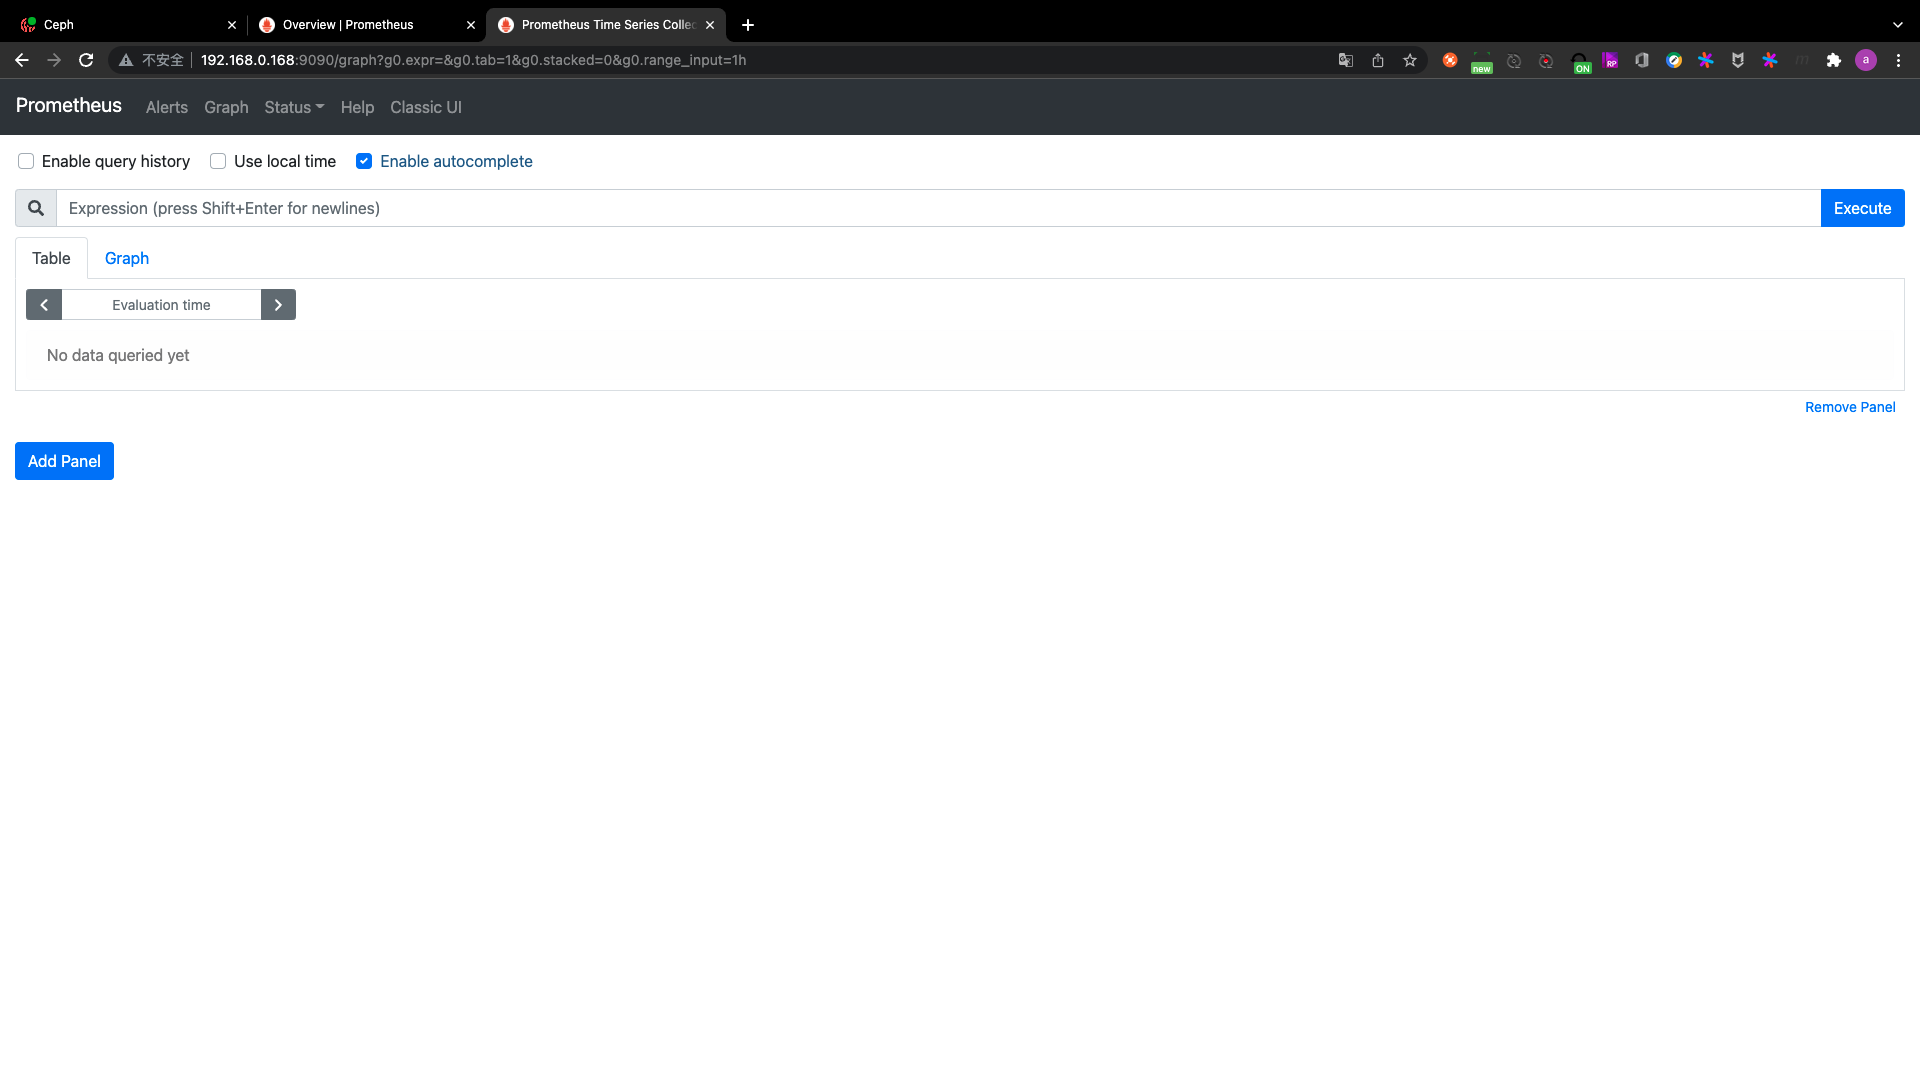 Ceph
Overview | Prometheus
Prometheus Time Series Collec
不安全 192.168.0.168:9090/graph?g0.expr=&g0.tab=1&g0.stacked=0&g0.range_input=1h
new
ON
RP
a
Prometheus Alerts Graph Status Help Classic UI
Enable query history Use local time Enable autocomplete
Expression (press Shift+Enter for newlines) Execute
Table Graph
Evaluation time
No data queried yet
Remove Panel
Add Panel